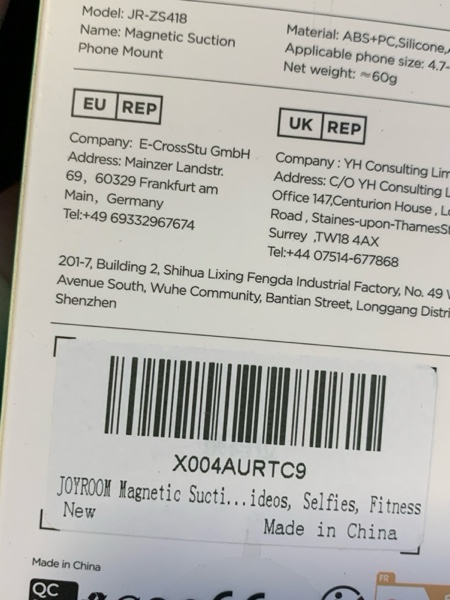 Model: JR-ZS418
Name: Magnetic Suction
Phone Mount
Material: ABS+PC,Silicone,
Applicable phone size: 4.7-
Net weight: ≈60g
EU REP
Company: E-CrossStu GmbH
Address: Mainzer Landstr.
69, 60329 Frankfurt am
Main, Germany
Tel:+49 69332967674
UK REP
Company : YH Consulting
Address: C/O YH Consulting
Office 147,Centurion House ,
Road , Staines-upon-Thames
Surrey ,TW18 4AX
Tel:+44 07514-677868
201-7, Building 2, Shihua Lixing Fengda Industrial Factory, No. 49
Avenue South, Wuhe Community, Bantian Street, Longgang
Shenzhen
X004AURTC9
JOYROOM Magnetic Sucti...ideos, Selfies, Fitness
New
Made in China
Made in China
QC
FR